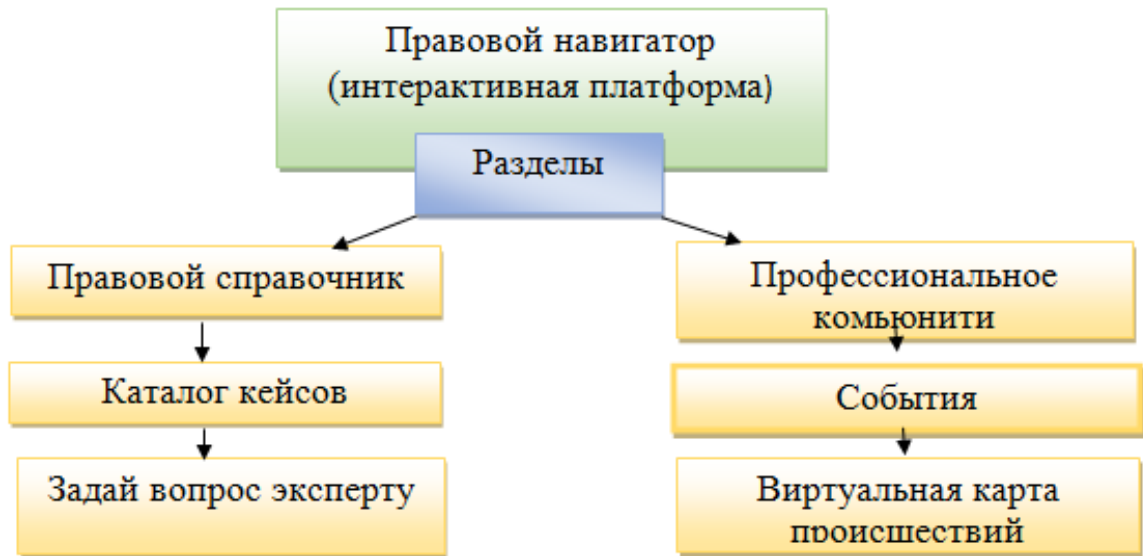 Правовой навигатор
(интерактивная платформа)
Разделы
Правовой справочник
Каталог кейсов
Задай вопрос эксперту
Профессиональное
комьюнити
События
Виртуальная карта
происшествий